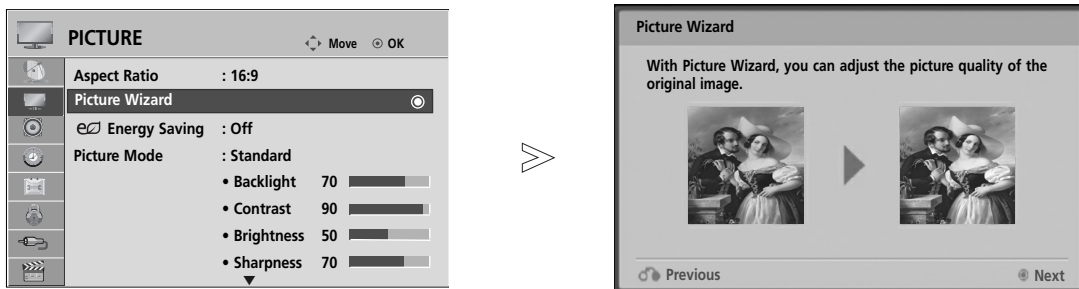 PICTURE
Move OK
Aspect Ratio : 16:9
Picture Wizard
Energy Saving : Off
Picture Mode : Standard
• Backlight 70
• Contrast 90
• Brightness 50
• Sharpness 70
Picture Wizard
With Picture Wizard, you can adjust the picture quality of the
original image.
Previous
Next